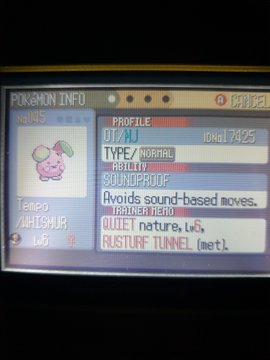 POKéMON INFO
A CANCEL
No045
Tempo
/WHISMUR
Lv6 ♀
PROFILE
OT/NJ IDNo17425
TYPE/ NORMAL
ABILITY
SOUNDPROOF
Avoids sound-based moves.
TRAINER MEMO
QUIET nature, Lv6,
RUSTURF TUNNEL (met).